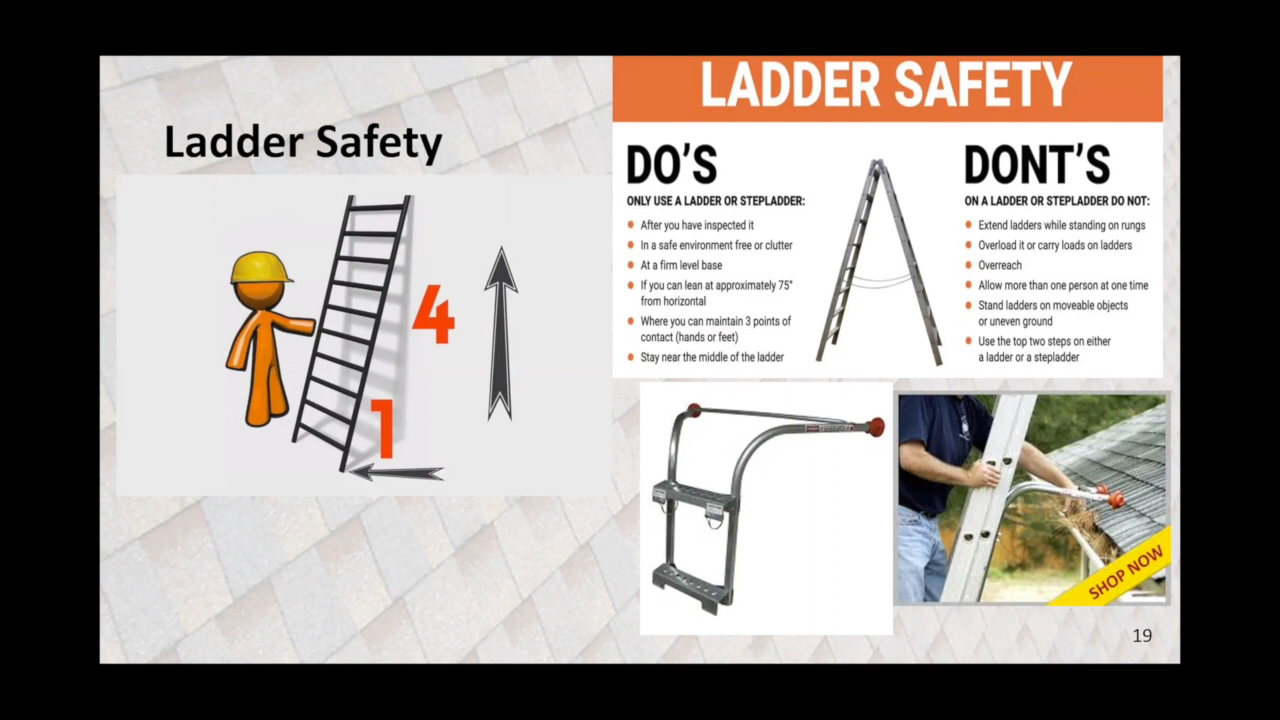 Ladder Safety
4
1
LADDER SAFETY
DO'S
ONLY USE A LADDER OR STEPLADDER:
After you have inspected it
In a safe environment free or clutter
At a firm level base
If you can lean at approximately 75°
from horizontal
Where you can maintain 3 points of
contact (hands or feet)
Stay near the middle of the ladder
DONT'S
ON A LADDER OR STEPLADDER DO NOT:
Extend ladders while standing on rungs
Overload it or carry loads on ladders
Overreach
Allow more than one person at one time
Stand ladders on moveable objects
or uneven ground
Use the top two steps on either
a ladder or a stepladder
SHOP NOW
19